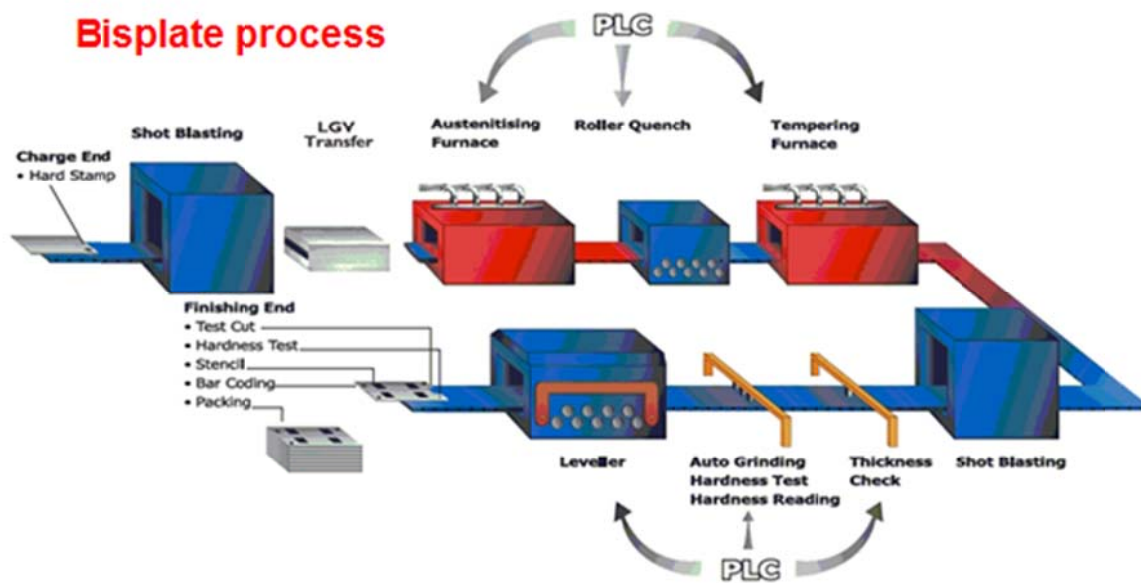 Bisplate process
PLC
Shot Blasting
LGV
Transfer
Austenitising
Furnace
Roller Quench
Tempering
Furnace
Charge End
• Hard Stamp
Finishing End
• Test Cut
• Hardness Test
• Stencil
• Bar Coding
• Packing
Leveller
Auto Grinding
Hardness Test
Hardness Reading
Thickness
Check
Shot Blasting
PLC